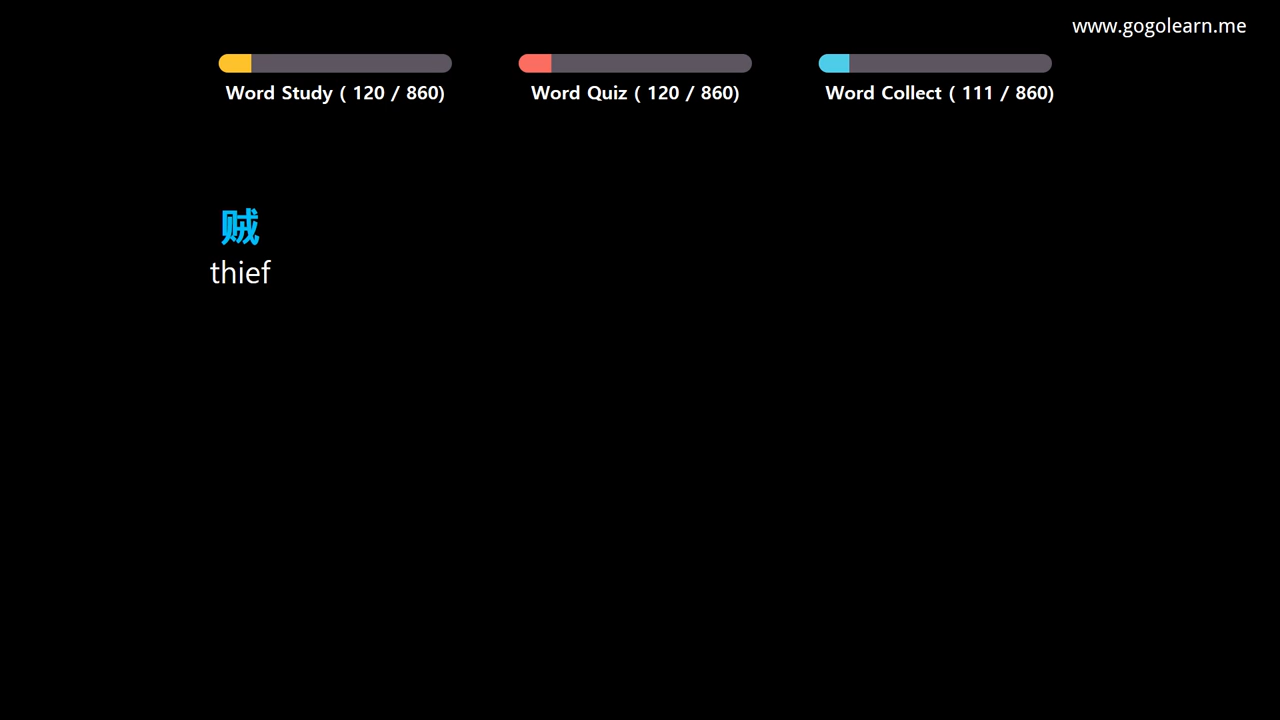 www.gogolearn.me
Word Study ( 120 / 860)
Word Quiz ( 120 / 860)
Word Collect ( 111 / 860)
贼
thief